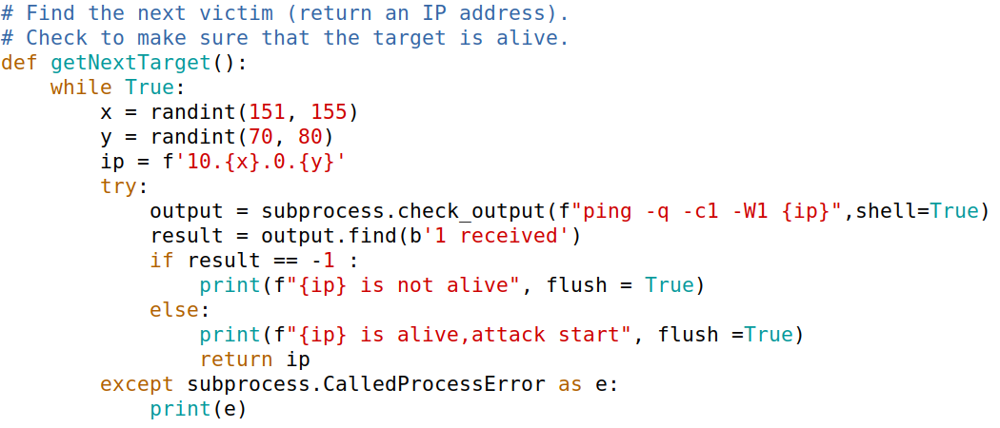 # Find the next victim (return an IP address).
# Check to make sure that the target is alive.
def getNextTarget():
    while True:
        x = randint(151, 155)
        y = randint(70, 80)
        ip = f'10.{x}.0.{y}'
        try:
            output = subprocess.check_output(f"ping -q -c1 -W1 {ip}",shell=True)
            result = output.find(b'1 received')
            if result == -1 :
                print(f"{ip} is not alive", flush = True)
            else:
                print(f"{ip} is alive,attack start", flush =True)
                return ip
        except subprocess.CalledProcessError as e:
            print(e)